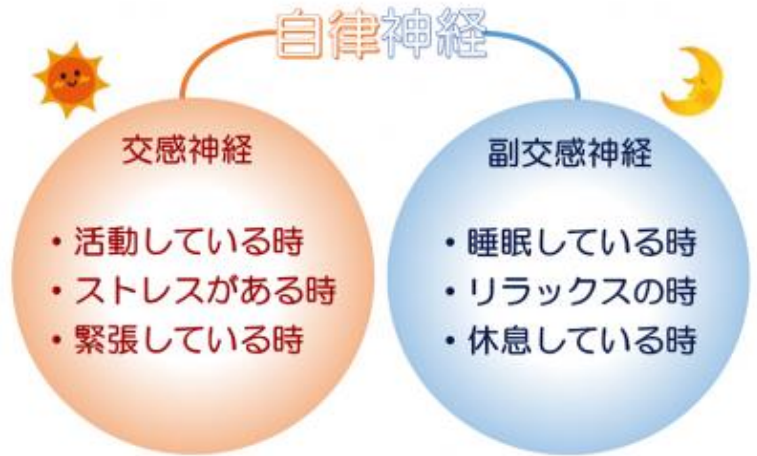 自律神経
交感神経
・活動している時
・ストレスがある時
・緊張している時
副交感神経
・睡眠している時
・リラックスの時
・休息している時